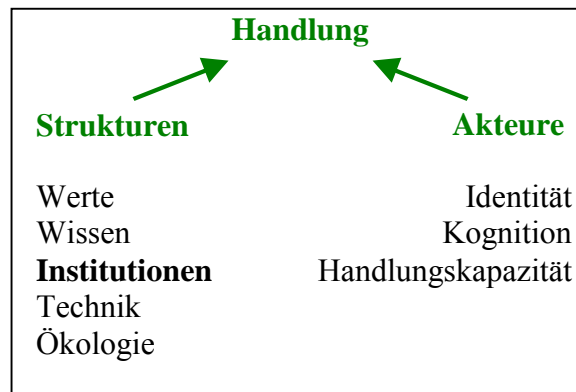 Handlung
Strukturen Akteure
Werte Identität
Wissen Kognition
Institutionen Handlungskapazität
Technik
Ökologie